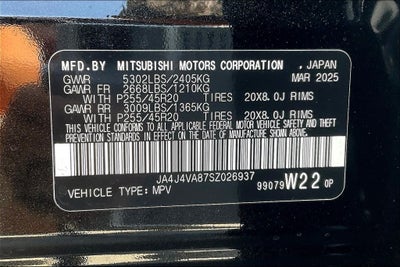 MFD.BY MITSUBISHI MOTORS CORPORATION, JAPAN
GVWR 5302LBS/2405KG MAR 2025
GAWR FR 2668LBS/1210KG
WITH P255/45R20 TIRES 20X8.0J RIMS
GAWR RR 3009LBS/1365KG
WITH P255/45R20 TIRES 20X8.0J RIMS
THIS VEHICLE CONFORMS TO ALL APPLICABLE FEDERAL MOTOR VEHICLE SAFETY, BUMPER, AND THEFT
PREVENTION STANDARDS IN EFFECT ON THE DATE OF MANUFACTURE SHOWN ABOVE.
JA4J4VA87SZ026937
VEHICLE TYPE: MPV 99079 W22 0P